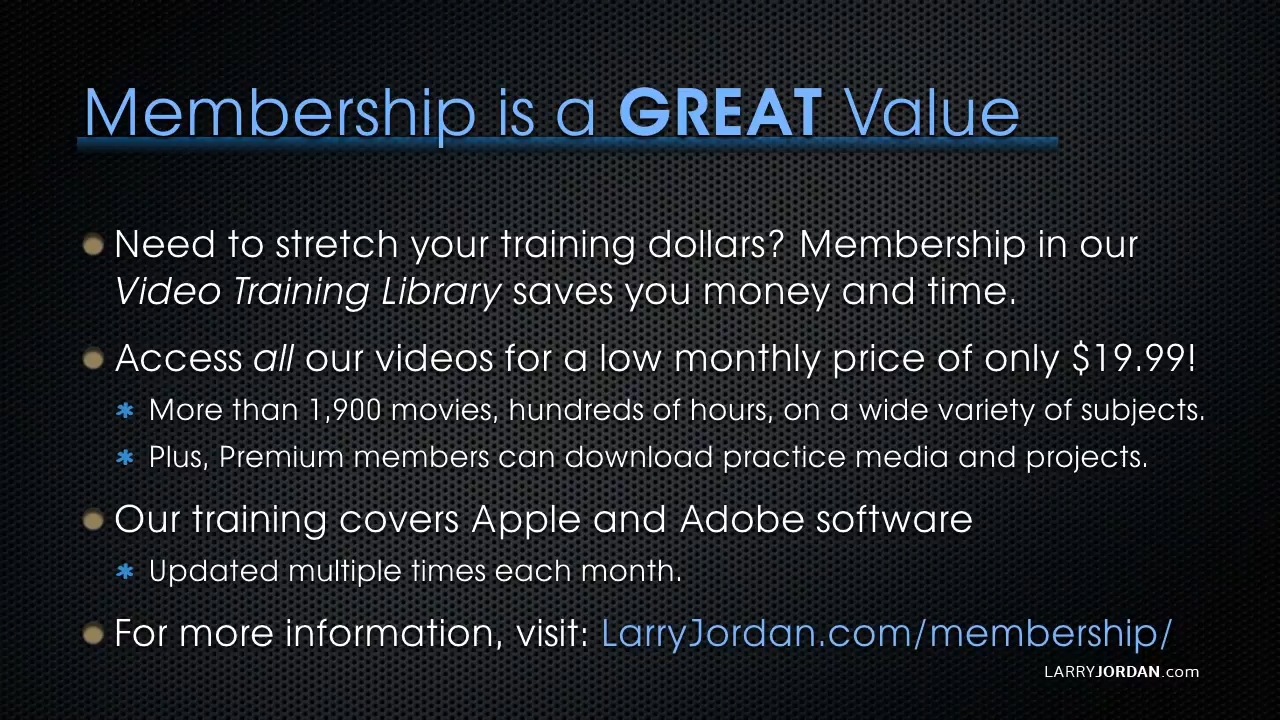 Membership is a GREAT Value
Need to stretch your training dollars? Membership in our
Video Training Library saves you money and time.
Access all our videos for a low monthly price of only $19.99!
More than 1,900 movies, hundreds of hours, on a wide variety of subjects.
Plus, Premium members can download practice media and projects.
Our training covers Apple and Adobe software
Updated multiple times each month.
For more information, visit: LarryJordan.com/membership/
LARRYJORDAN.com